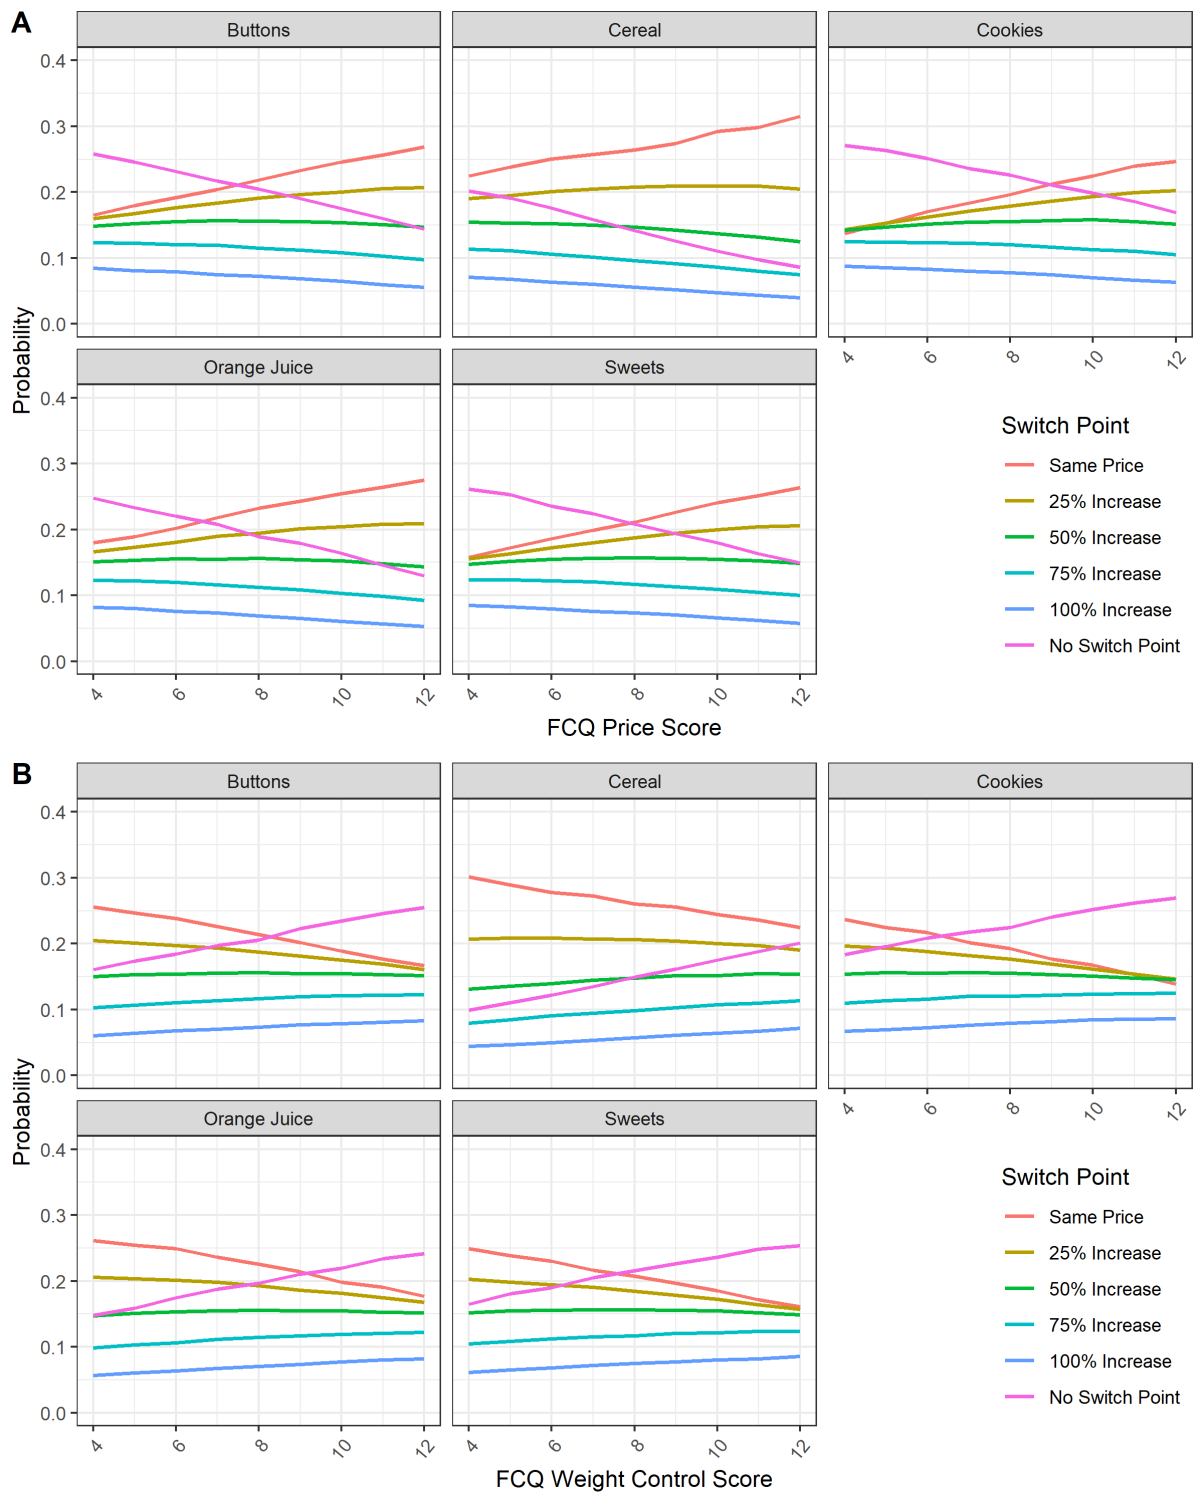 A
Buttons
Cereal
Cookies
0.4
0.3
0.2
0.1
0.0
4
6
8
10
12
Orange Juice
Sweets
0.4
0.3
0.2
0.1
0.0
4
6
8
10
12
4
6
8
10
12
Probability
FCQ Price Score
Switch Point
Same Price
25% Increase
50% Increase
75% Increase
100% Increase
No Switch Point
B
Buttons
Cereal
Cookies
0.4
0.3
0.2
0.1
0.0
4
6
8
10
12
Orange Juice
Sweets
0.4
0.3
0.2
0.1
0.0
4
6
8
10
12
4
6
8
10
12
Probability
FCQ Weight Control Score
Switch Point
Same Price
25% Increase
50% Increase
75% Increase
100% Increase
No Switch Point